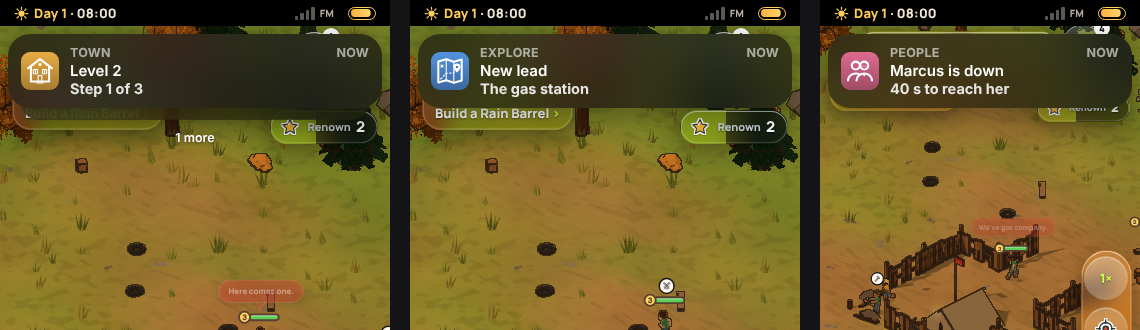 Day 1 · 08:00
FM
TOWN
NOW
Level 2
Step 1 of 3
Build a Rain Barrel ›
1 more
Renown 2
Here comes one.
3
Day 1 · 08:00
FM
EXPLORE
NOW
New lead
The gas station
Build a Rain Barrel ›
Renown 2
3
Day 1 · 08:00
FM
4
PEOPLE
NOW
Marcus is down
40 s to reach her
Renown 2
We've got company.
3
1×